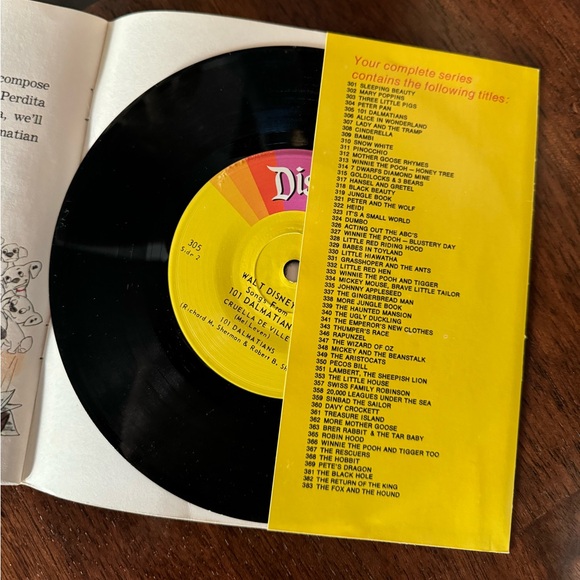 compose
Perdita
, we'll
matian
Dis
305
Side 2
WALT DISNEY
Songs From
101 DALMATIAN
CRUELLA DE VILLE
(Mel Leven)
101 DALMATIANS
(Richard M. Sherman & Robert B. Sh
Your complete series
contains the following titles:
301 SLEEPING BEAUTY
302 MARY POPPINS
303 THREE LITTLE PIGS
304 PETER PAN
305 101 DALMATIANS
306 ALICE IN WONDERLAND
307 LADY AND THE TRAMP
308 CINDERELLA
309 BAMBI
310 SNOW WHITE
311 PINOCCHIO
312 MOTHER GOOSE RHYMES
313 WINNIE THE POOH – HONEY TREE
314 7 DWARFS DIAMOND MINE
315 GOLDILOCKS & 3 BEARS
317 HANSEL AND GRETEL
318 BLACK BEAUTY
319 JUNGLE BOOK
321 PETER AND THE WOLF
322 HEIDI
323 IT'S A SMALL WORLD
324 DUMBO
326 ACTING OUT THE ABC'S
327 WINNIE THE POOH – BLUSTERY DAY
328 LITTLE RED RIDING HOOD
329 BABES IN TOYLAND
330 LITTLE HIAWATHA
331 GRASSHOPPER AND THE ANTS
332 LITTLE RED HEN
333 WINNIE THE POOH AND TIGGER
334 MICKEY MOUSE, BRAVE LITTLE TAILOR
335 JOHNNY APPLESEED
337 THE GINGERBREAD MAN
338 MORE JUNGLE BOOK
339 THE HAUNTED MANSION
340 THE UGLY DUCKLING
341 THE EMPEROR'S NEW CLOTHES
343 THUMPER'S RACE
346 RAPUNZEL
347 THE WIZARD OF OZ
348 MICKEY AND THE BEANSTALK
349 THE ARISTOCATS
350 PECOS BILL
351 LAMBERT, THE SHEEPISH LION
353 THE LITTLE HOUSE
357 SWISS FAMILY ROBINSON
358 20,000 LEAGUES UNDER THE SEA
359 SINBAD THE SAILOR
360 DAVY CROCKETT
361 TREASURE ISLAND
362 MORE MOTHER GOOSE
363 BRER RABBIT & THE TAR BABY
365 ROBIN HOOD
366 WINNIE THE POOH AND TIGGER TOO
367 THE RESCUERS
368 THE HOBBIT
369 PETE'S DRAGON
381 THE BLACK HOLE
382 THE RETURN OF THE KING
383 THE FOX AND THE HOUND